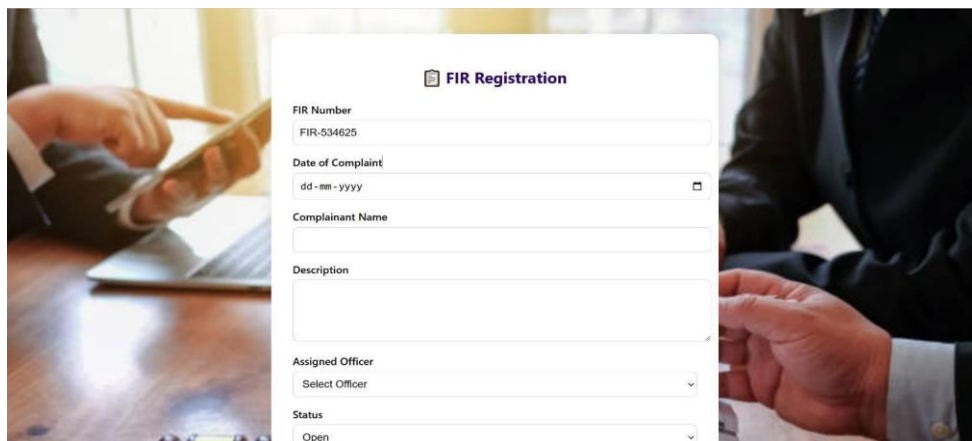 FIR Registration
FIR Number
FIR-534625
Date of Complaint
dd-mm-yyyy
Complainant Name
Description
Assigned Officer
Select Officer
Status
Open